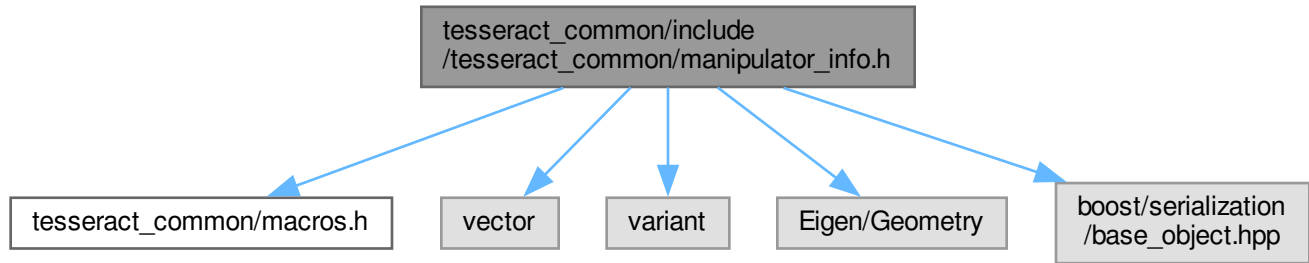 tesseract_common/include
/tesseract_common/manipulator_info.h
tesseract_common/macros.h
vector
variant
Eigen/Geometry
boost/serialization
/base_object.hpp